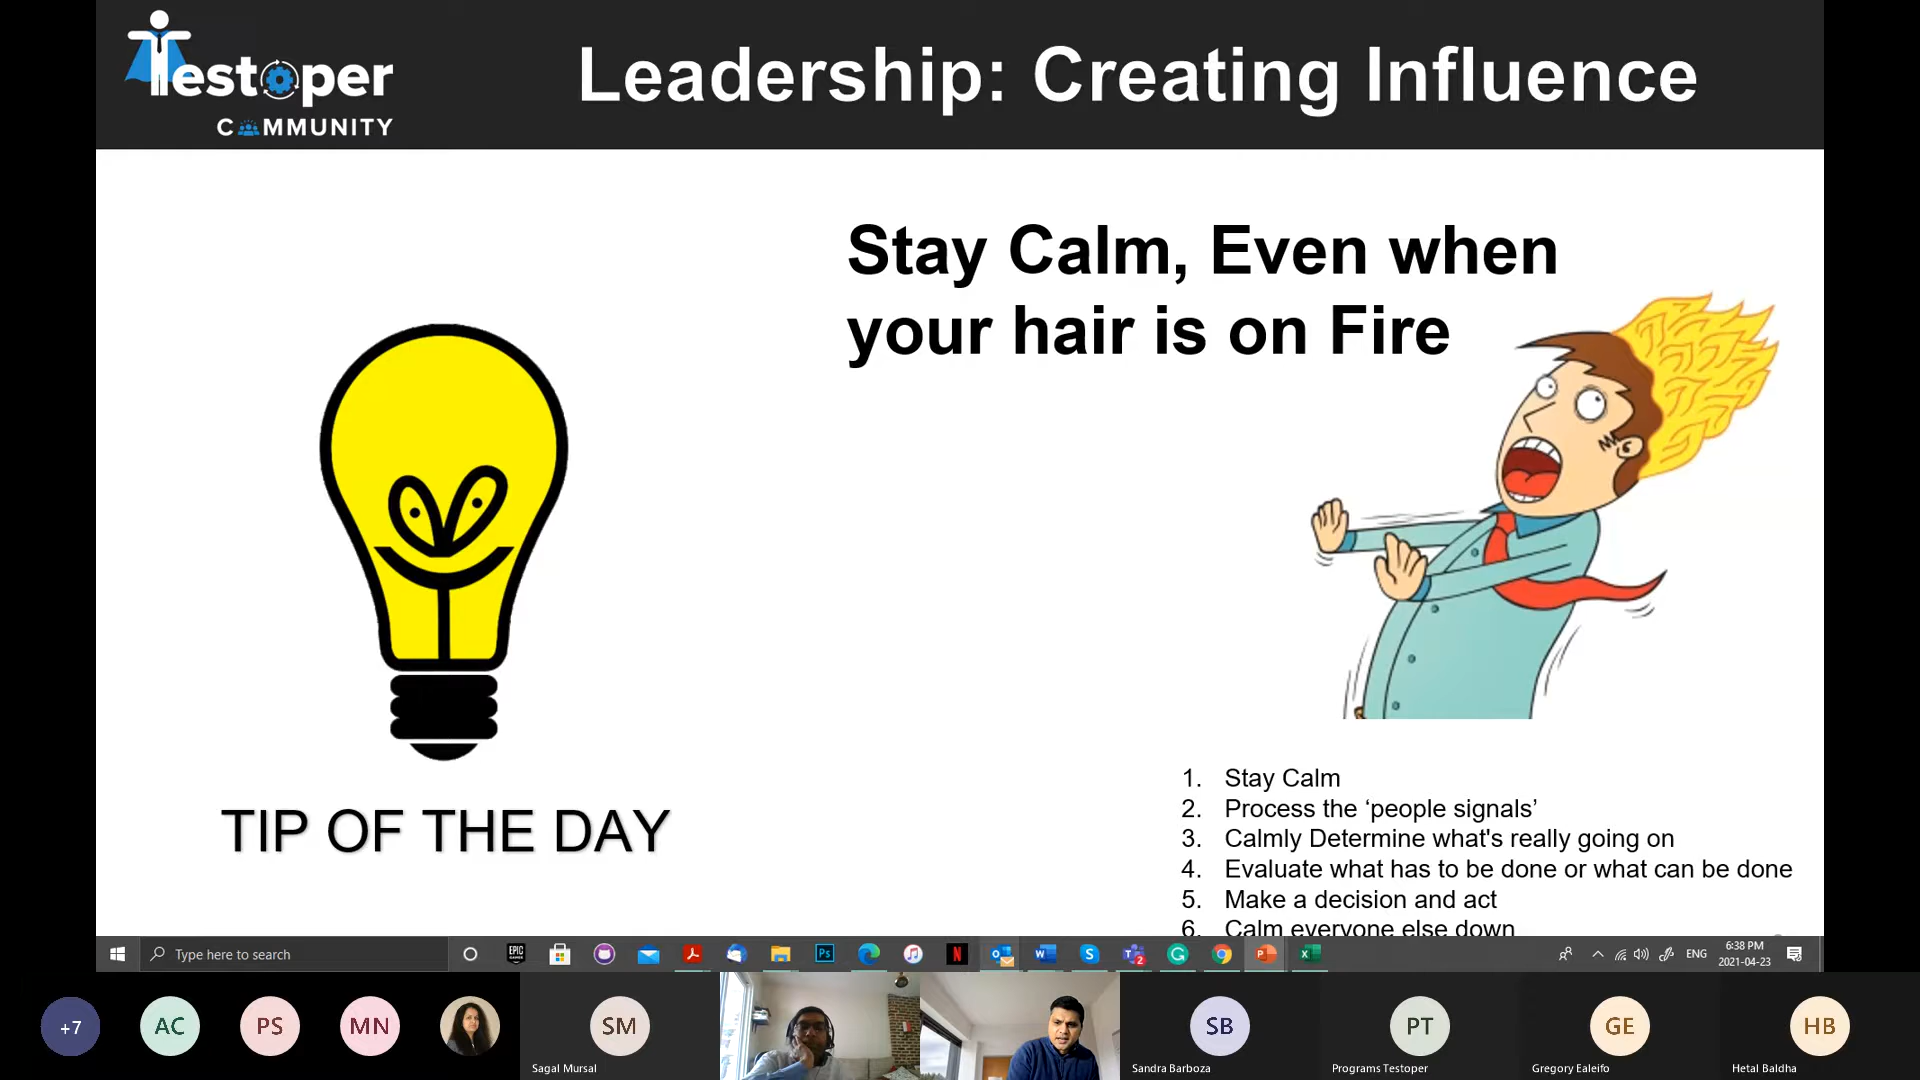 Testoper
COMMUNITY
Leadership: Creating Influence
Stay Calm, Even when
your hair is on Fire
TIP OF THE DAY
1. Stay Calm
2. Process the ‘people signals’
3. Calmly Determine what's really going on
4. Evaluate what has to be done or what can be done
5. Make a decision and act
6. Calm everyone else down
Type here to search
EPIC
GAMES
Ps
N
W
S
2
G
P
X
ENG
6:38 PM
2021-04-23
+7
AC
PS
MN
SM
Sagal Mursal
SB
Sandra Barboza
PT
Programs Testoper
GE
Gregory Ealeifo
HB
Hetal Baldha